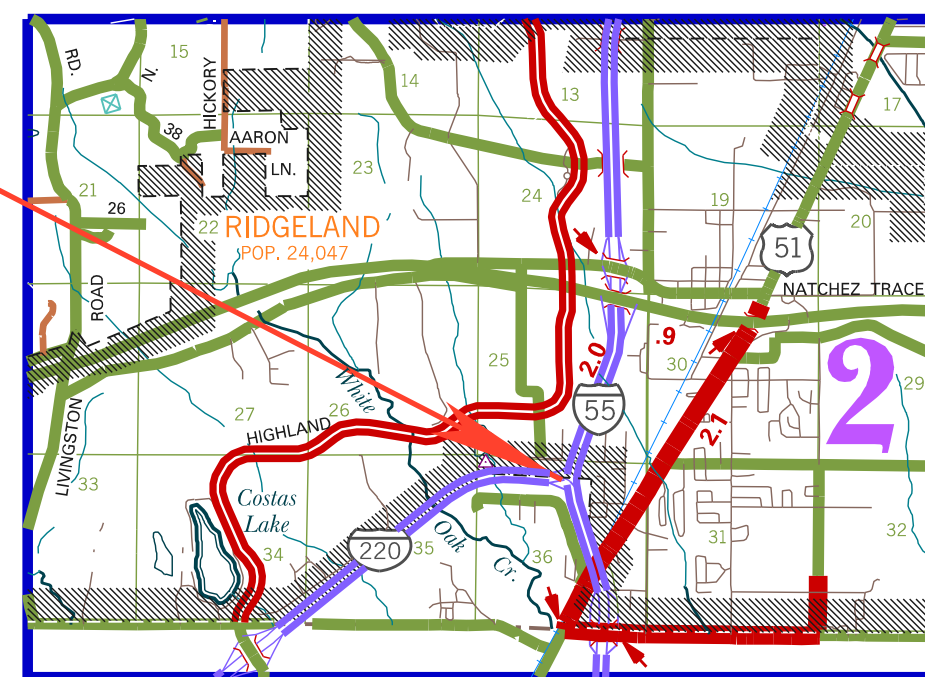 15
RD.
N.
HICKORY
14
13
17
38
AARON
LN.
23
24
21
26
19
20
22
RIDGELAND
POP. 24,047
51
ROAD
NATCHEZ TRACE
.9
2.0
30
25
2
29
White
55
27
26
HIGHLAND
2.1
LIVINGSTON
33
Costas
Lake
220
35
Oak
Cr.
36
34
31
32